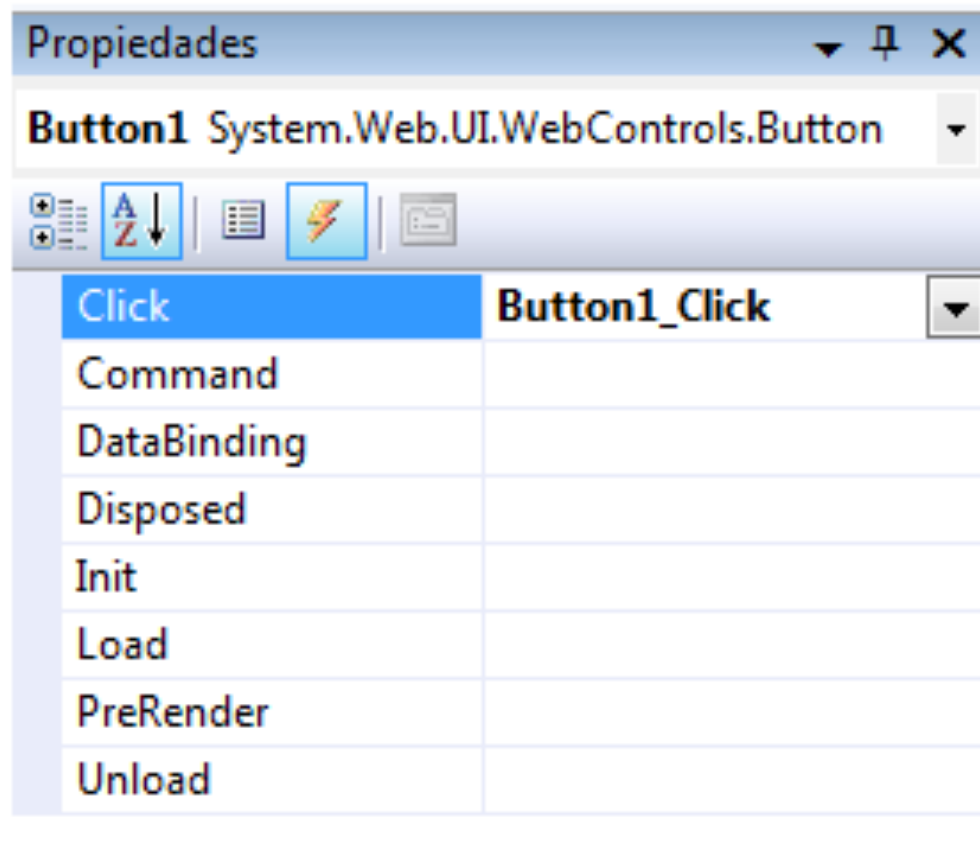 Propiedades
Button1 System.Web.UI.WebControls.Button
A
Z
Click Button1_Click
Command
DataBinding
Disposed
Init
Load
PreRender
Unload